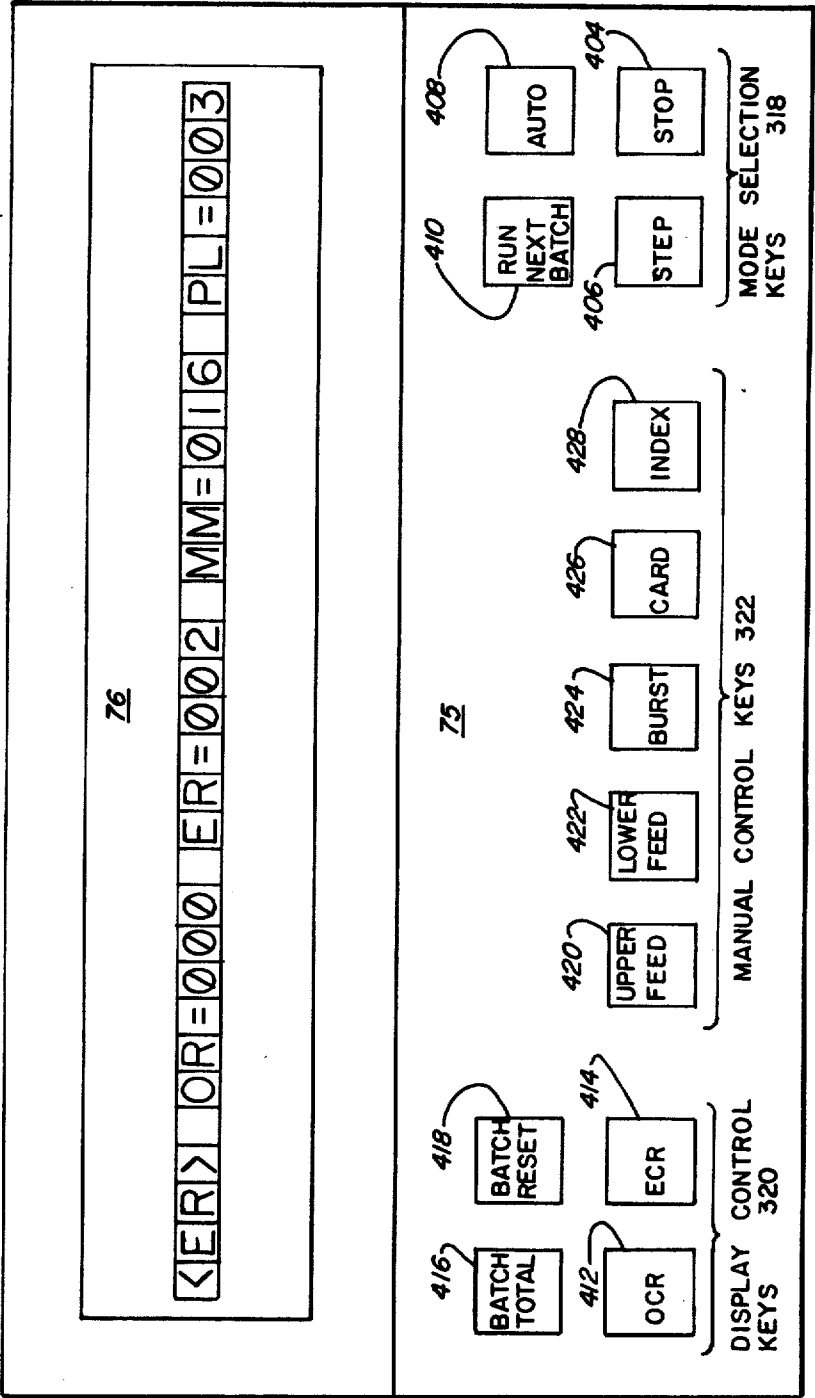 76
<ER> OR=000 ER=002 MM=016 PL=003
75
416
BATCH
TOTAL
418
BATCH
RESET
412
OCR
414
ECR
DISPLAY CONTROL
KEYS 320
420
UPPER
FEED
422
LOWER
FEED
424
BURST
426
CARD
428
INDEX
MANUAL CONTROL KEYS 322
410
RUN
NEXT
BATCH
408
AUTO
406
STEP
404
STOP
MODE SELECTION
KEYS 318